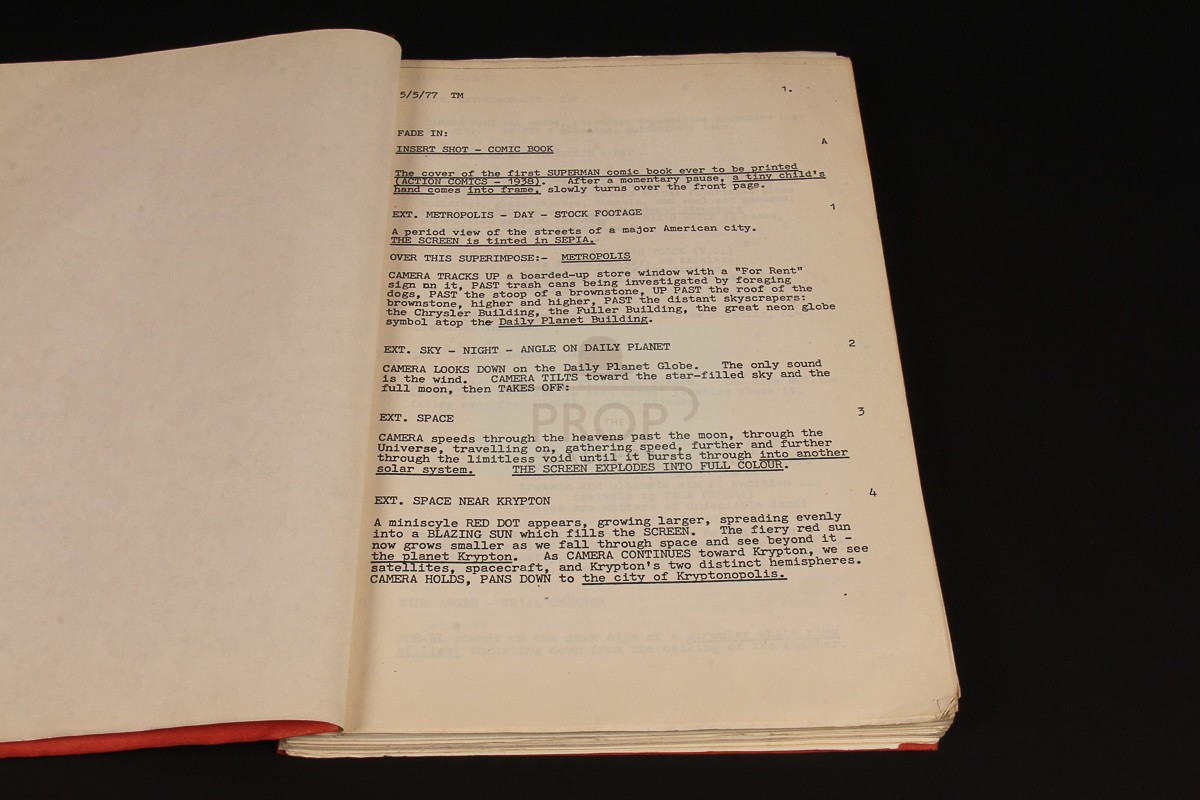 5/5/77 TM 1.
FADE IN:
INSERT SHOT - COMIC BOOK A
The cover of the first SUPERMAN comic book ever to be printed
(ACTION COMICS - 1938). After a momentary pause, a tiny child's
hand comes into frame, slowly turns over the front page.
EXT. METROPOLIS - DAY - STOCK FOOTAGE 1
A period view of the streets of a major American city.
THE SCREEN is tinted in SEPIA.
OVER THIS SUPERIMPOSE:- METROPOLIS
CAMERA TRACKS UP a boarded-up store window with a "For Rent"
sign on it, PAST trash cans being investigated by foraging
dogs, PAST the stoop of a brownstone, UP PAST the roof of the
brownstone, higher and higher, PAST the distant skyscrapers:
the Chrysler Building, the Fuller Building, the great neon globe
symbol atop the Daily Planet Building.
EXT. SKY - NIGHT - ANGLE ON DAILY PLANET 2
CAMERA LOOKS DOWN on the Daily Planet Globe. The only sound
is the wind. CAMERA TILTS toward the star-filled sky and the
full moon, then TAKES OFF:
EXT. SPACE 3
CAMERA speeds through the heavens past the moon, through the
Universe, travelling on, gathering speed, further and further
through the limitless void until it bursts through into another
solar system. THE SCREEN EXPLODES INTO FULL COLOUR.
EXT. SPACE NEAR KRYPTON 4
A miniscyle RED DOT appears, growing larger, spreading evenly
into a BLAZING SUN which fills the SCREEN. The fiery red sun
now grows smaller as we fall through space and see beyond it -
the planet Krypton. As CAMERA CONTINUES toward Krypton, we see
satellites, spacecraft, and Krypton's two distinct hemispheres.
CAMERA HOLDS, PANS DOWN to the city of Kryptonopolis.
THE
PROP